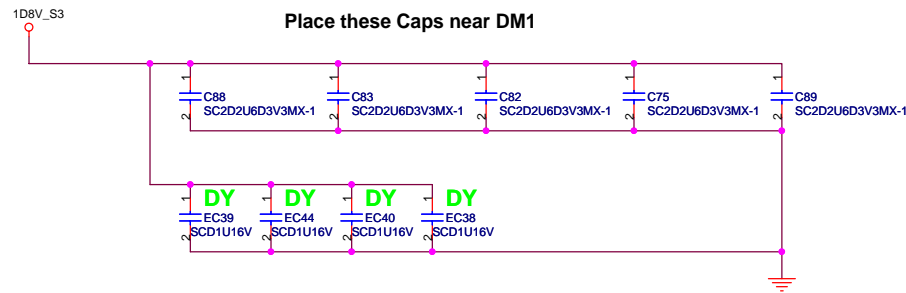 1D8V_S3
Place these Caps near DM1
1 1 1 1 1
C88 C83 C82 C75 C89
SC2D2U6D3V3MX-1 SC2D2U6D3V3MX-1 SC2D2U6D3V3MX-1 SC2D2U6D3V3MX-1 SC2D2U6D3V3MX-1
2 2 2 2 2
DY DY DY DY
1 1 1 1
EC39 EC44 EC40 EC38
SCD1U16V SCD1U16V SCD1U16V SCD1U16V
2 2 2 2